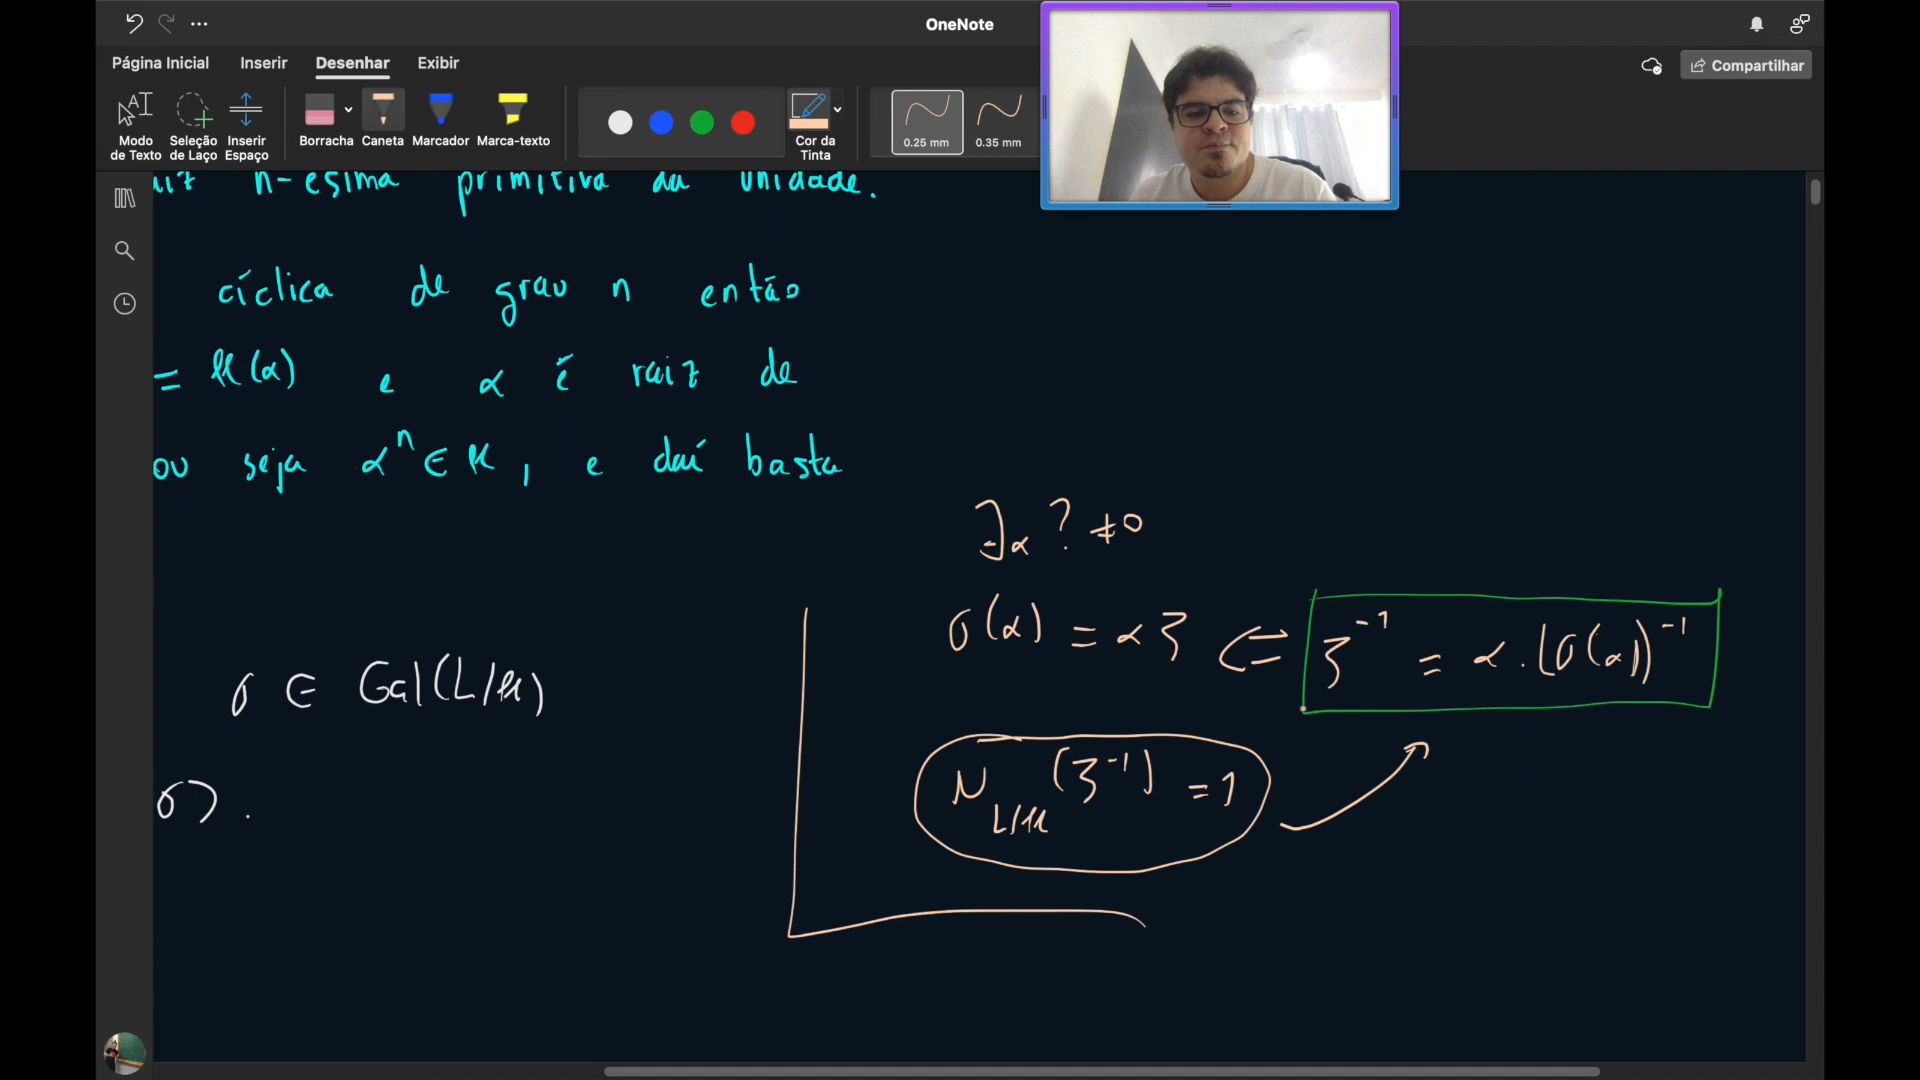 OneNote
Página Inicial Inserir Desenhar Exibir
Compartilhar
Modo de Texto
Seleção de Laço
Inserir Espaço
Borracha
Caneta
Marcador
Marca-texto
Cor da Tinta
0.25 mm
0.35 mm
n-ésima primitiva da unidade.
cíclica de grau n então
= K(α) e α é raiz de
ou seja αⁿ ∈ K, e daí basta
∃α ? ≠0
σ(α) = αζ ⇔ ζ⁻¹ = α.(σ(α))⁻¹
σ ∈ Gal(L/K)
N_{L/K}(ζ⁻¹) = 1
σ⟩.